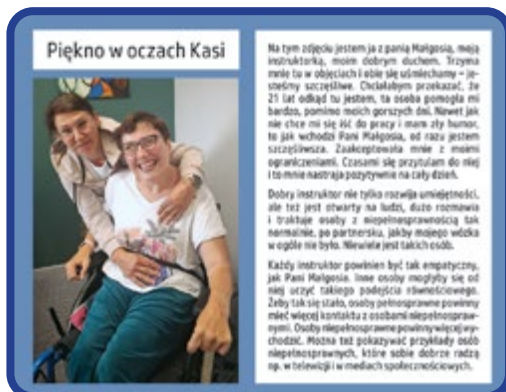 Piękno w oczach Kasi
Na tym zdjęciu jestem ja z panią Małgosią, moją
instruktorką, moim dobrym duchem. Trzyma
mnie tu w objęciach i obie się uśmiechamy – je-
steśmy szczęśliwe. Chciałabym przekazać, że
21 lat odkąd tu jestem, ta osoba pomogła mi
bardzo, pomimo moich gorszych dni. Nawet jak
nie chce mi się iść do pracy i mam zły humor,
to jak wchodzi Pani Małgosia, od razu jestem
szczęśliwsza. Zaakceptowała mnie z moimi
ograniczeniami. Czasami się przytulam do niej
i to mnie nastraja pozytywnie na cały dzień.
Dobry instruktor nie tylko rozwija umiejętności,
ale też jest otwarty na ludzi, dużo rozmawia
i traktuje osoby z niepełnosprawnością tak
normalnie, po partnersku, jakby mojego wózka
w ogóle nie było. Niewiele jest takich osób.
Każdy instruktor powinien być tak empatyczny,
jak Pani Małgosia. Inne osoby mogłyby się od
niej uczyć takiego podejścia równościowego.
Żeby tak się stało, osoby pełnosprawne powinny
mieć więcej kontaktu z osobami niepełnospraw-
nymi. Osoby niepełnosprawne powinny więcej wy-
chodzić. Można też pokazywać przykłady osób
niepełnosprawnych, które sobie dobrze radzą
np. w telewizji i w mediach społecznościowych.